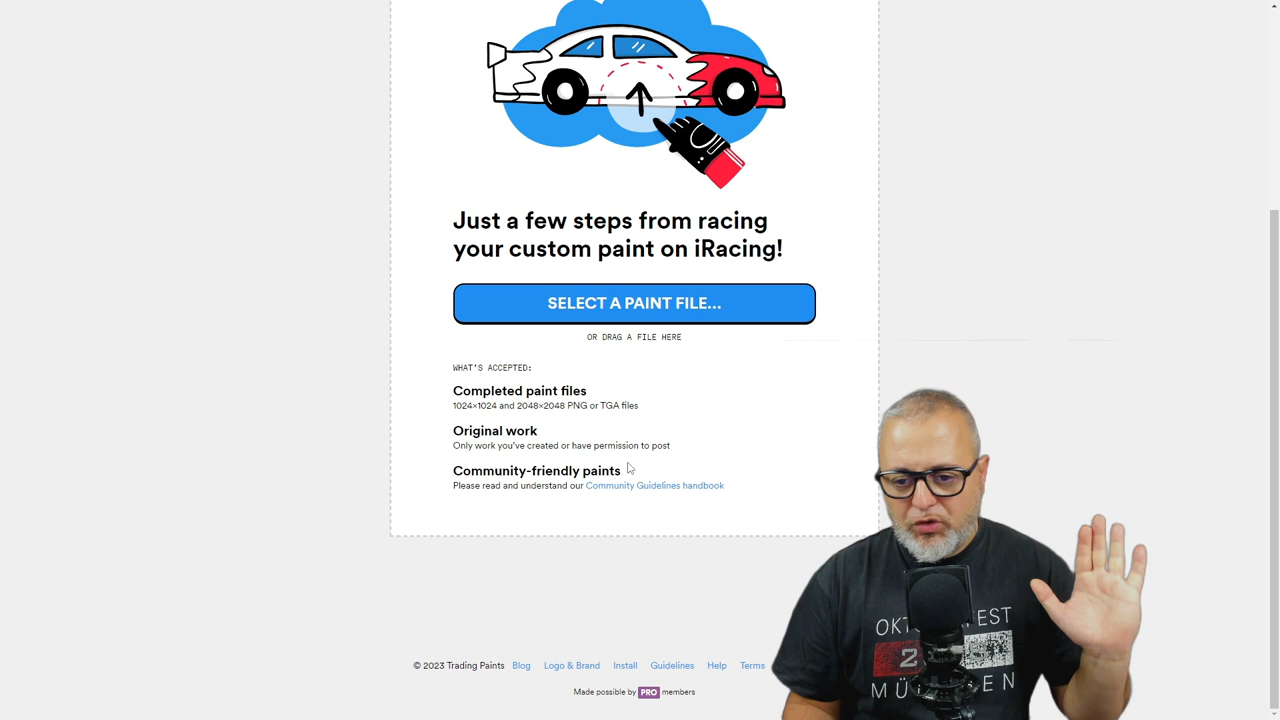 Just a few steps from racing
your custom paint on iRacing!
SELECT A PAINT FILE...
OR DRAG A FILE HERE
WHAT'S ACCEPTED:
Completed paint files
1024×1024 and 2048×2048 PNG or TGA files
Original work
Only work you've created or have permission to post
Community-friendly paints
Please read and understand our Community Guidelines handbook
© 2023 Trading Paints Blog Logo & Brand Install Guidelines Help Terms
Made possible by PRO members
2